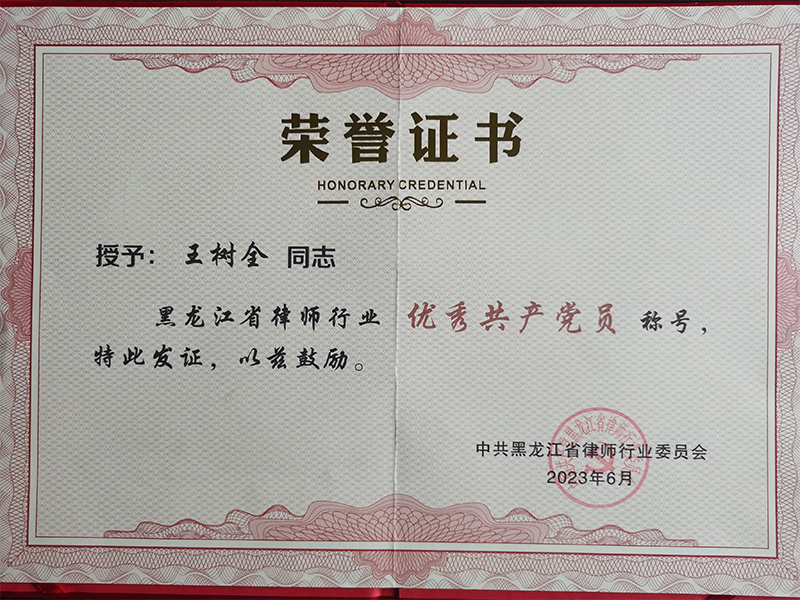 荣誉证书
HONORARY CREDENTIAL
授予：王树全 同志
黑龙江省律师行业 优秀共产党员 称号，
特此发证，以兹鼓励。
中共黑龙江省律师行业委员会
2023年6月